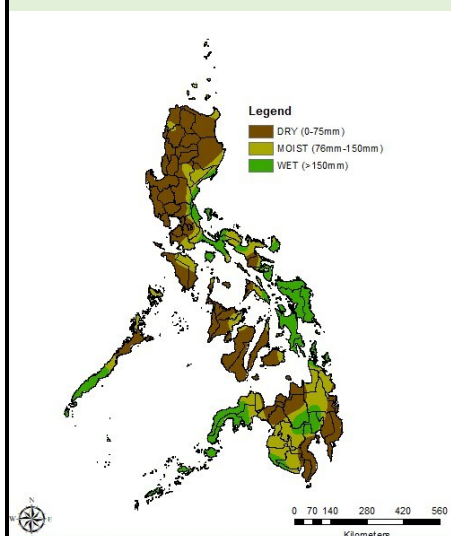 Legend
DRY (0-75mm)
MOIST (76mm-150mm)
WET (>150mm)
N
W
E
S
0 70 140 280 420 560
Kilometers